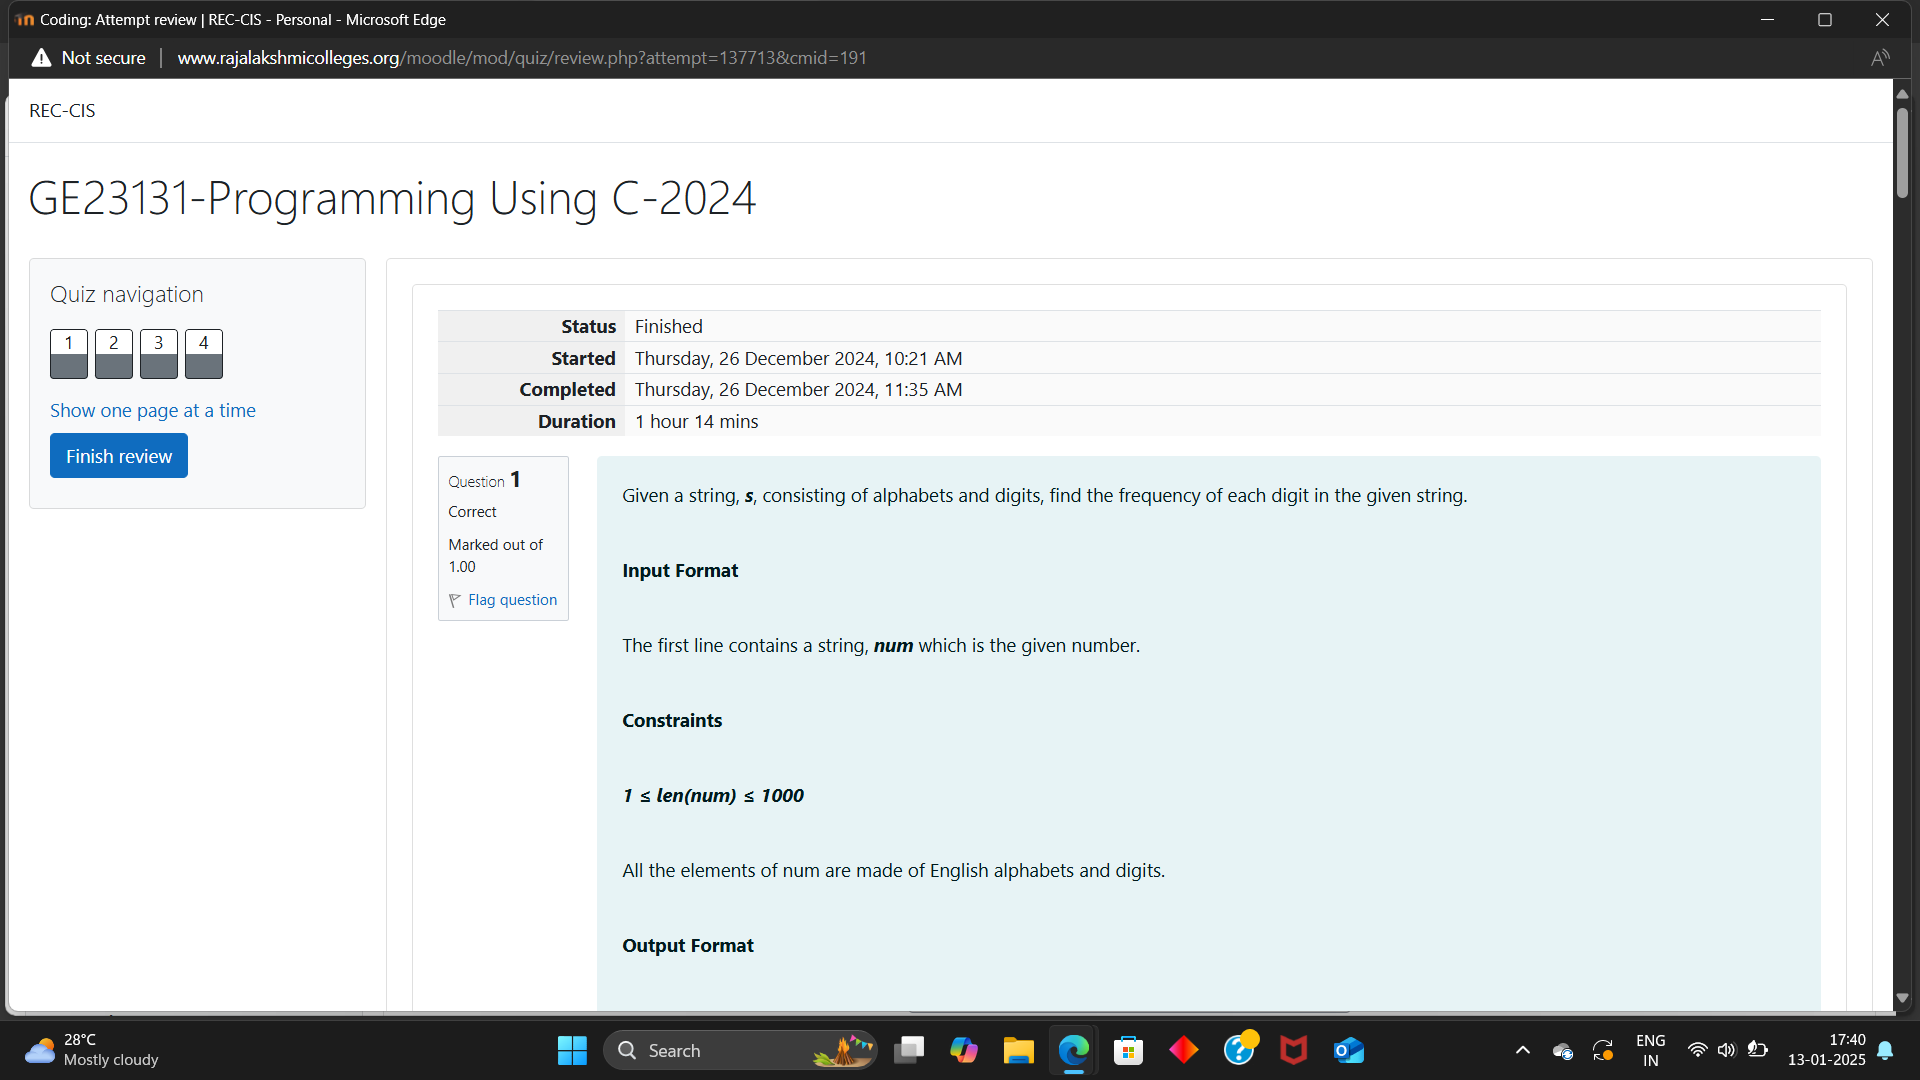 Coding: Attempt review | REC-CIS - Personal - Microsoft Edge
Not secure | www.rajalakshmicolleges.org/moodle/mod/quiz/review.php?attempt=137713&cmid=191
REC-CIS
GE23131-Programming Using C-2024
Quiz navigation
1 2 3 4
Show one page at a time
Finish review
Status Finished
Started Thursday, 26 December 2024, 10:21 AM
Completed Thursday, 26 December 2024, 11:35 AM
Duration 1 hour 14 mins
Question 1
Correct
Marked out of
1.00
Flag question
Given a string, s, consisting of alphabets and digits, find the frequency of each digit in the given string.
Input Format
The first line contains a string, num which is the given number.
Constraints
1 ≤ len(num) ≤ 1000
All the elements of num are made of English alphabets and digits.
Output Format
28°C
Mostly cloudy
Search
ENG
IN
17:40
13-01-2025